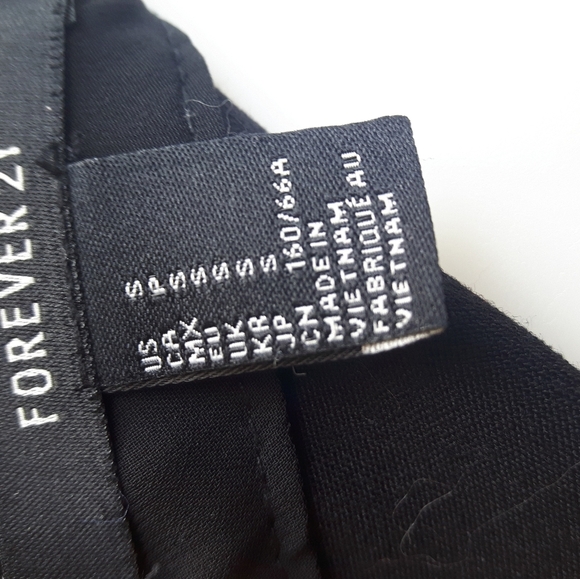 FOREVER 21
US S
CA P
MX S
EU S
UK S
KR S
JP S
CN 160/66A
MADE IN
VIETNAM
FABRIQUÉ AU
VIETNAM